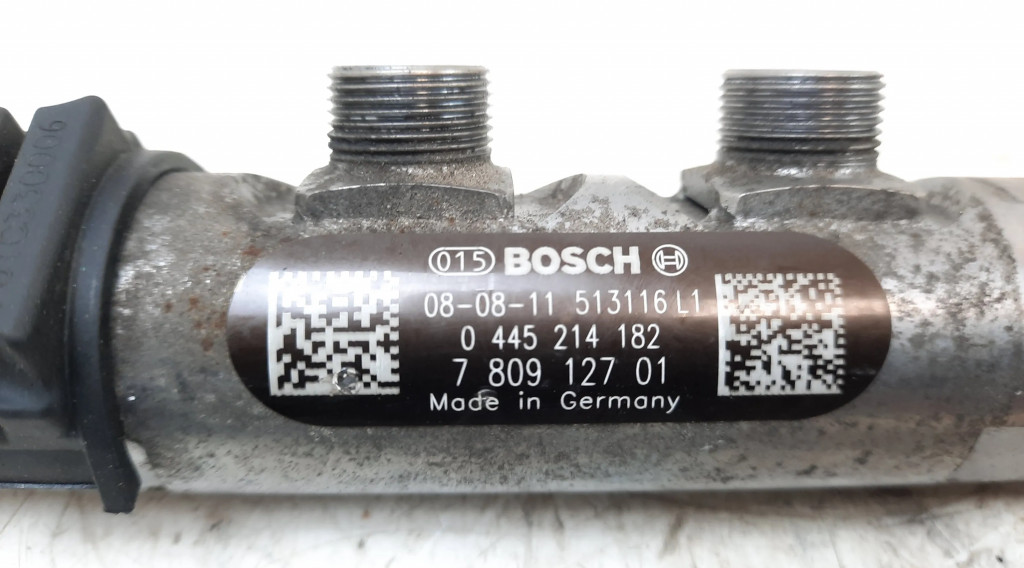 015 BOSCH
08-08-11 513116 L1
0 445 214 182
7 809 127 01
Made in Germany